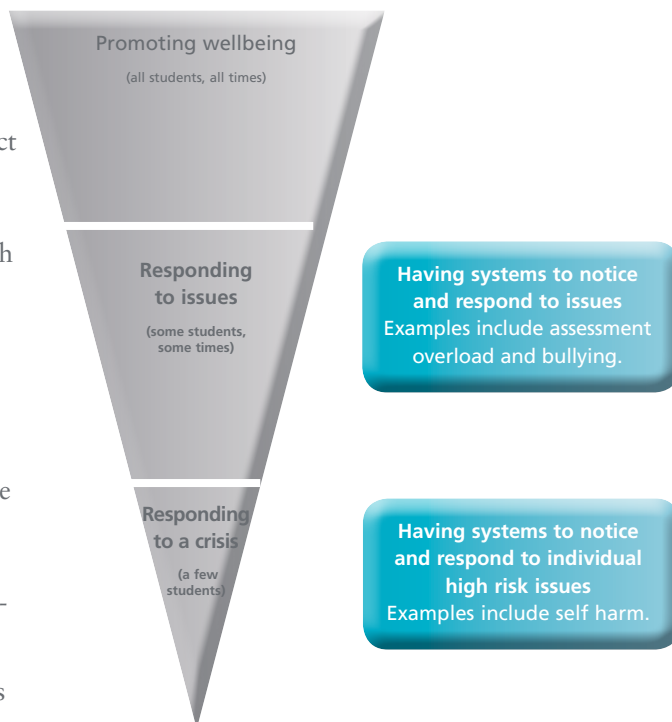 Promoting wellbeing
(all students, all times)
ct
h
Responding
to issues
(some students,
some times)
Having systems to notice
and respond to issues
Examples include assessment
overload and bullying.
e
Responding
to a crisis
(a few
students)
Having systems to notice
and respond to individual
high risk issues
Examples include self harm.
-
s